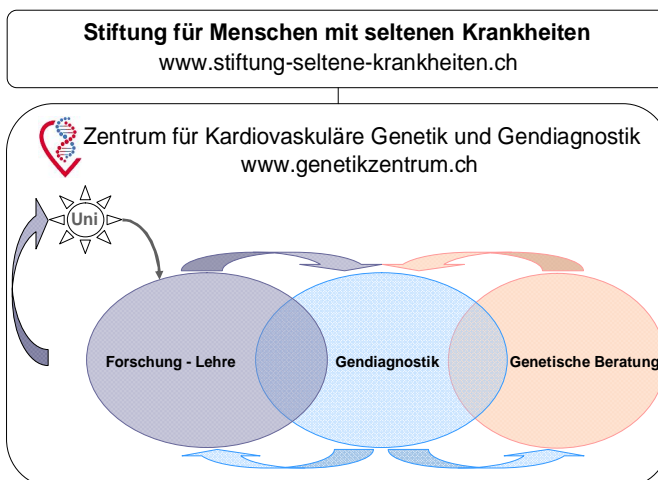 Stiftung für Menschen mit seltenen Krankheiten
www.stiftung-seltene-krankheiten.ch
Zentrum für Kardiovaskuläre Genetik und Gendiagnostik
www.genetikzentrum.ch
Uni
Forschung - Lehre
Gendiagnostik
Genetische Beratung